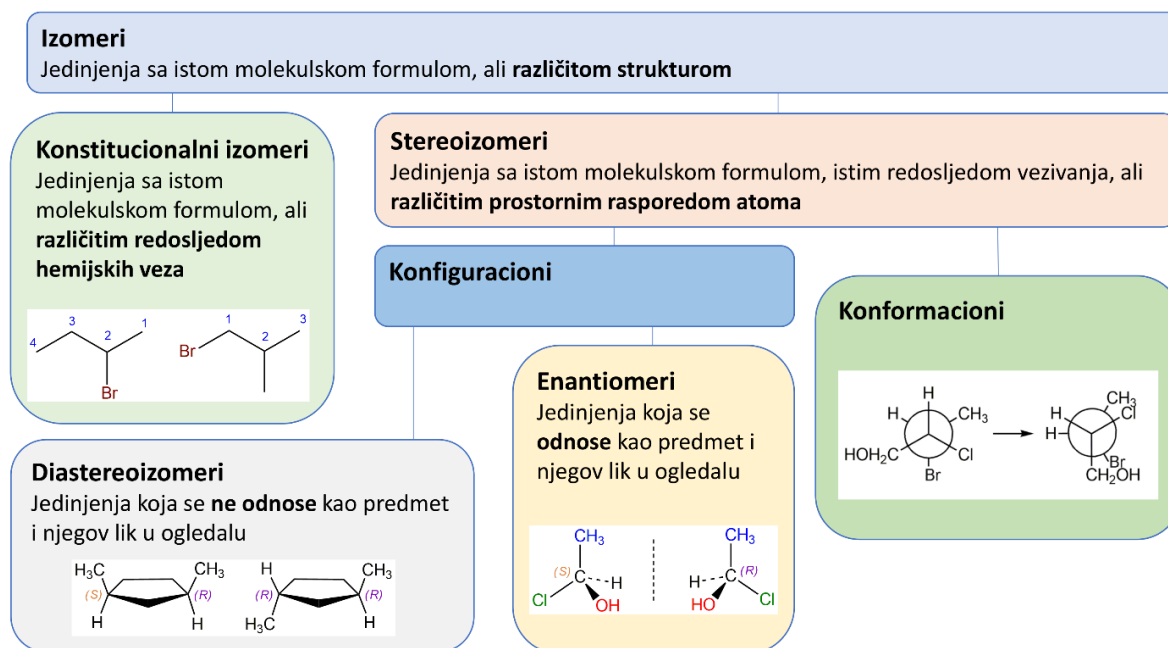 Izomeri
Jedinjenja sa istom molekulskom formulom, ali različitom strukturom
Konstitucionalni izomeri
Jedinjenja sa istom
molekulskom formulom, ali
različitim redosljedom
hemijskih veza
4
3
2
1
Br
Br
1
2
3
Stereoizomeri
Jedinjenja sa istom molekulskom formulom, istim redosljedom vezivanja, ali
različitim prostornim rasporedom atoma
Konfiguracioni
Konformacioni
H
H
CH3
HOH2C
Cl
Br
CH3
Cl
H
H
Br
CH2OH
Enantiomeri
Jedinjenja koja se
odnose kao predmet i
njegov lik u ogledalu
CH3
(S)
C
H
Cl
OH
CH3
(R)
H
C
HO
Cl
Diastereoizomeri
Jedinjenja koja se ne odnose kao predmet
i njegov lik u ogledalu
H3C
CH3
(S)
(R)
H
H
H
CH3
(R)
(R)
H3C
H